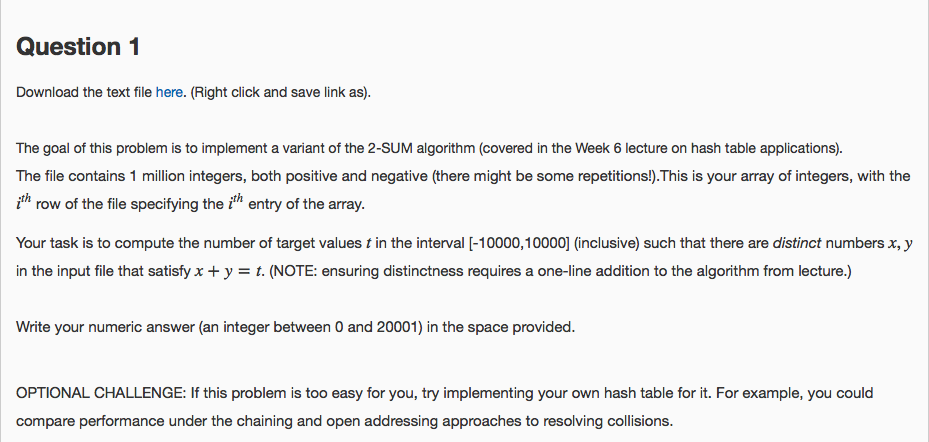 Question 1
Download the text file here. (Right click and save link as).
The goal of this problem is to implement a variant of the 2-SUM algorithm (covered in the Week 6 lecture on hash table applications).
The file contains 1 million integers, both positive and negative (there might be some repetitions!).This is your array of integers, with the
iᵗʰ row of the file specifying the iᵗʰ entry of the array.
Your task is to compute the number of target values t in the interval [-10000,10000] (inclusive) such that there are distinct numbers x, y
in the input file that satisfy x + y = t. (NOTE: ensuring distinctness requires a one-line addition to the algorithm from lecture.)
Write your numeric answer (an integer between 0 and 20001) in the space provided.
OPTIONAL CHALLENGE: If this problem is too easy for you, try implementing your own hash table for it. For example, you could
compare performance under the chaining and open addressing approaches to resolving collisions.